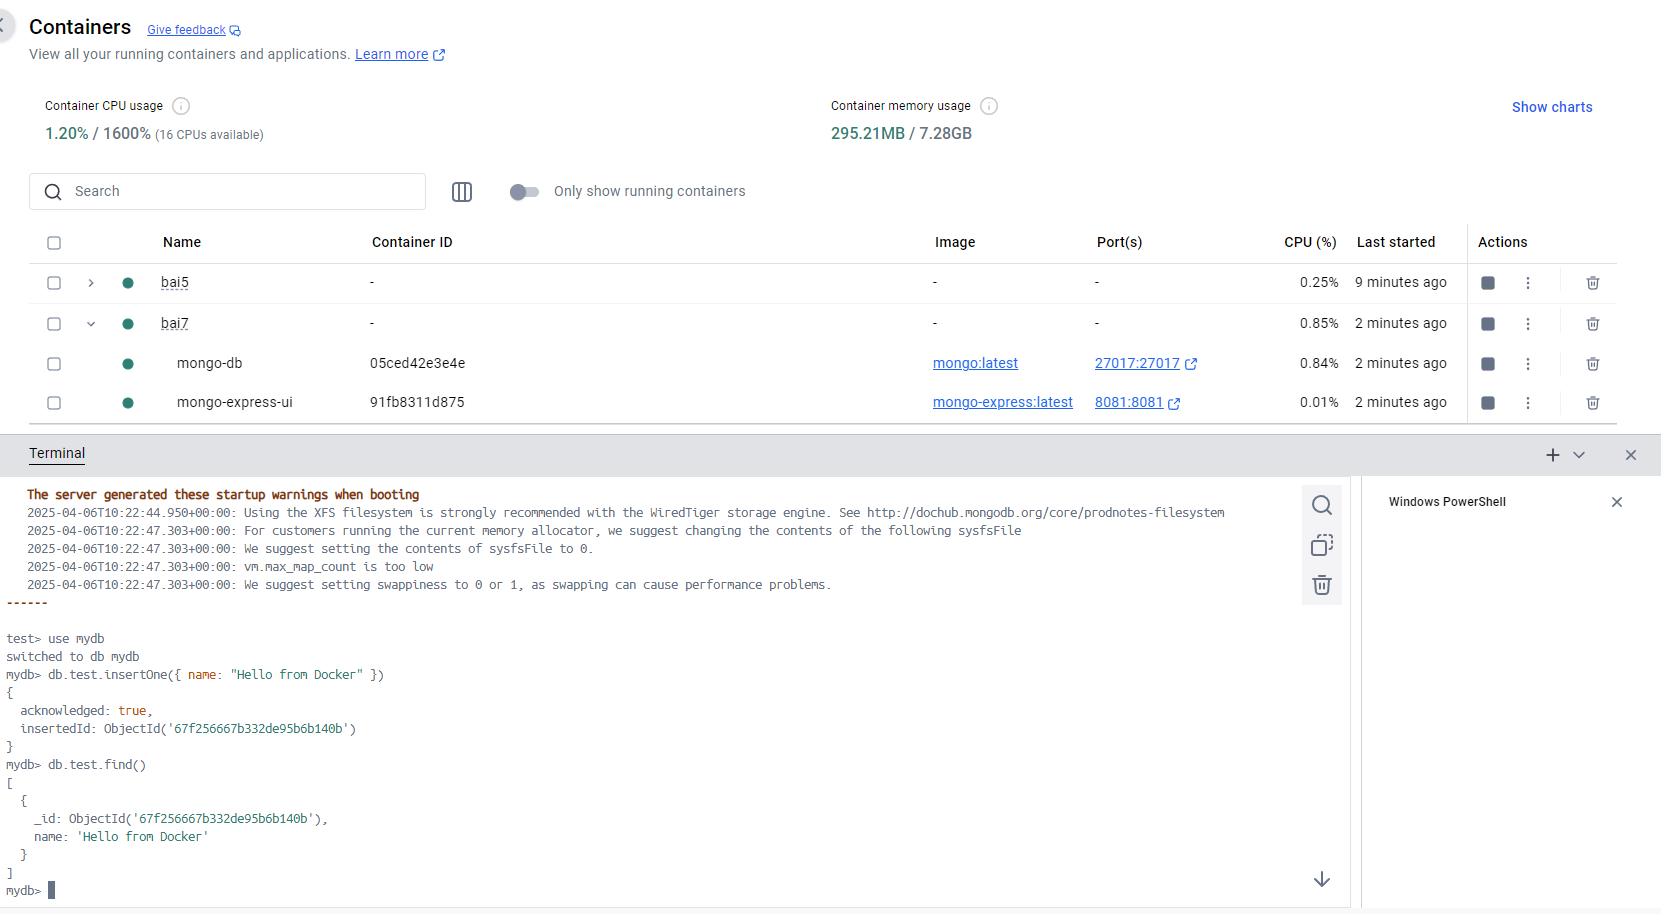 Containers Give feedback
View all your running containers and applications. Learn more
Container CPU usage
1.20% / 1600% (16 CPUs available)
Container memory usage
295.21MB / 7.28GB
Show charts
Search
Only show running containers
Name Container ID Image Port(s) CPU (%) Last started Actions
bai5 - - - 0.25% 9 minutes ago
bai7 - - - 0.85% 2 minutes ago
mongo-db 05ced42e3e4e mongo:latest 27017:27017 0.84% 2 minutes ago
mongo-express-ui 91fb8311d875 mongo-express:latest 8081:8081 0.01% 2 minutes ago
Terminal
Windows PowerShell
The server generated these startup warnings when booting
2025-04-06T10:22:44.950+00:00: Using the XFS filesystem is strongly recommended with the WiredTiger storage engine. See http://dochub.mongodb.org/core/prodnotes-filesystem
2025-04-06T10:22:47.303+00:00: For customers running the current memory allocator, we suggest changing the contents of the following sysfsFile
2025-04-06T10:22:47.303+00:00: We suggest setting the contents of sysfsFile to 0.
2025-04-06T10:22:47.303+00:00: vm.max_map_count is too low
2025-04-06T10:22:47.303+00:00: We suggest setting swappiness to 0 or 1, as swapping can cause performance problems.
------
test> use mydb
switched to db mydb
mydb> db.test.insertOne({ name: "Hello from Docker" })
{
acknowledged: true,
insertedId: ObjectId('67f256667b332de95b6b140b')
}
mydb> db.test.find()
[
{
_id: ObjectId('67f256667b332de95b6b140b'),
name: 'Hello from Docker'
}
]
mydb>